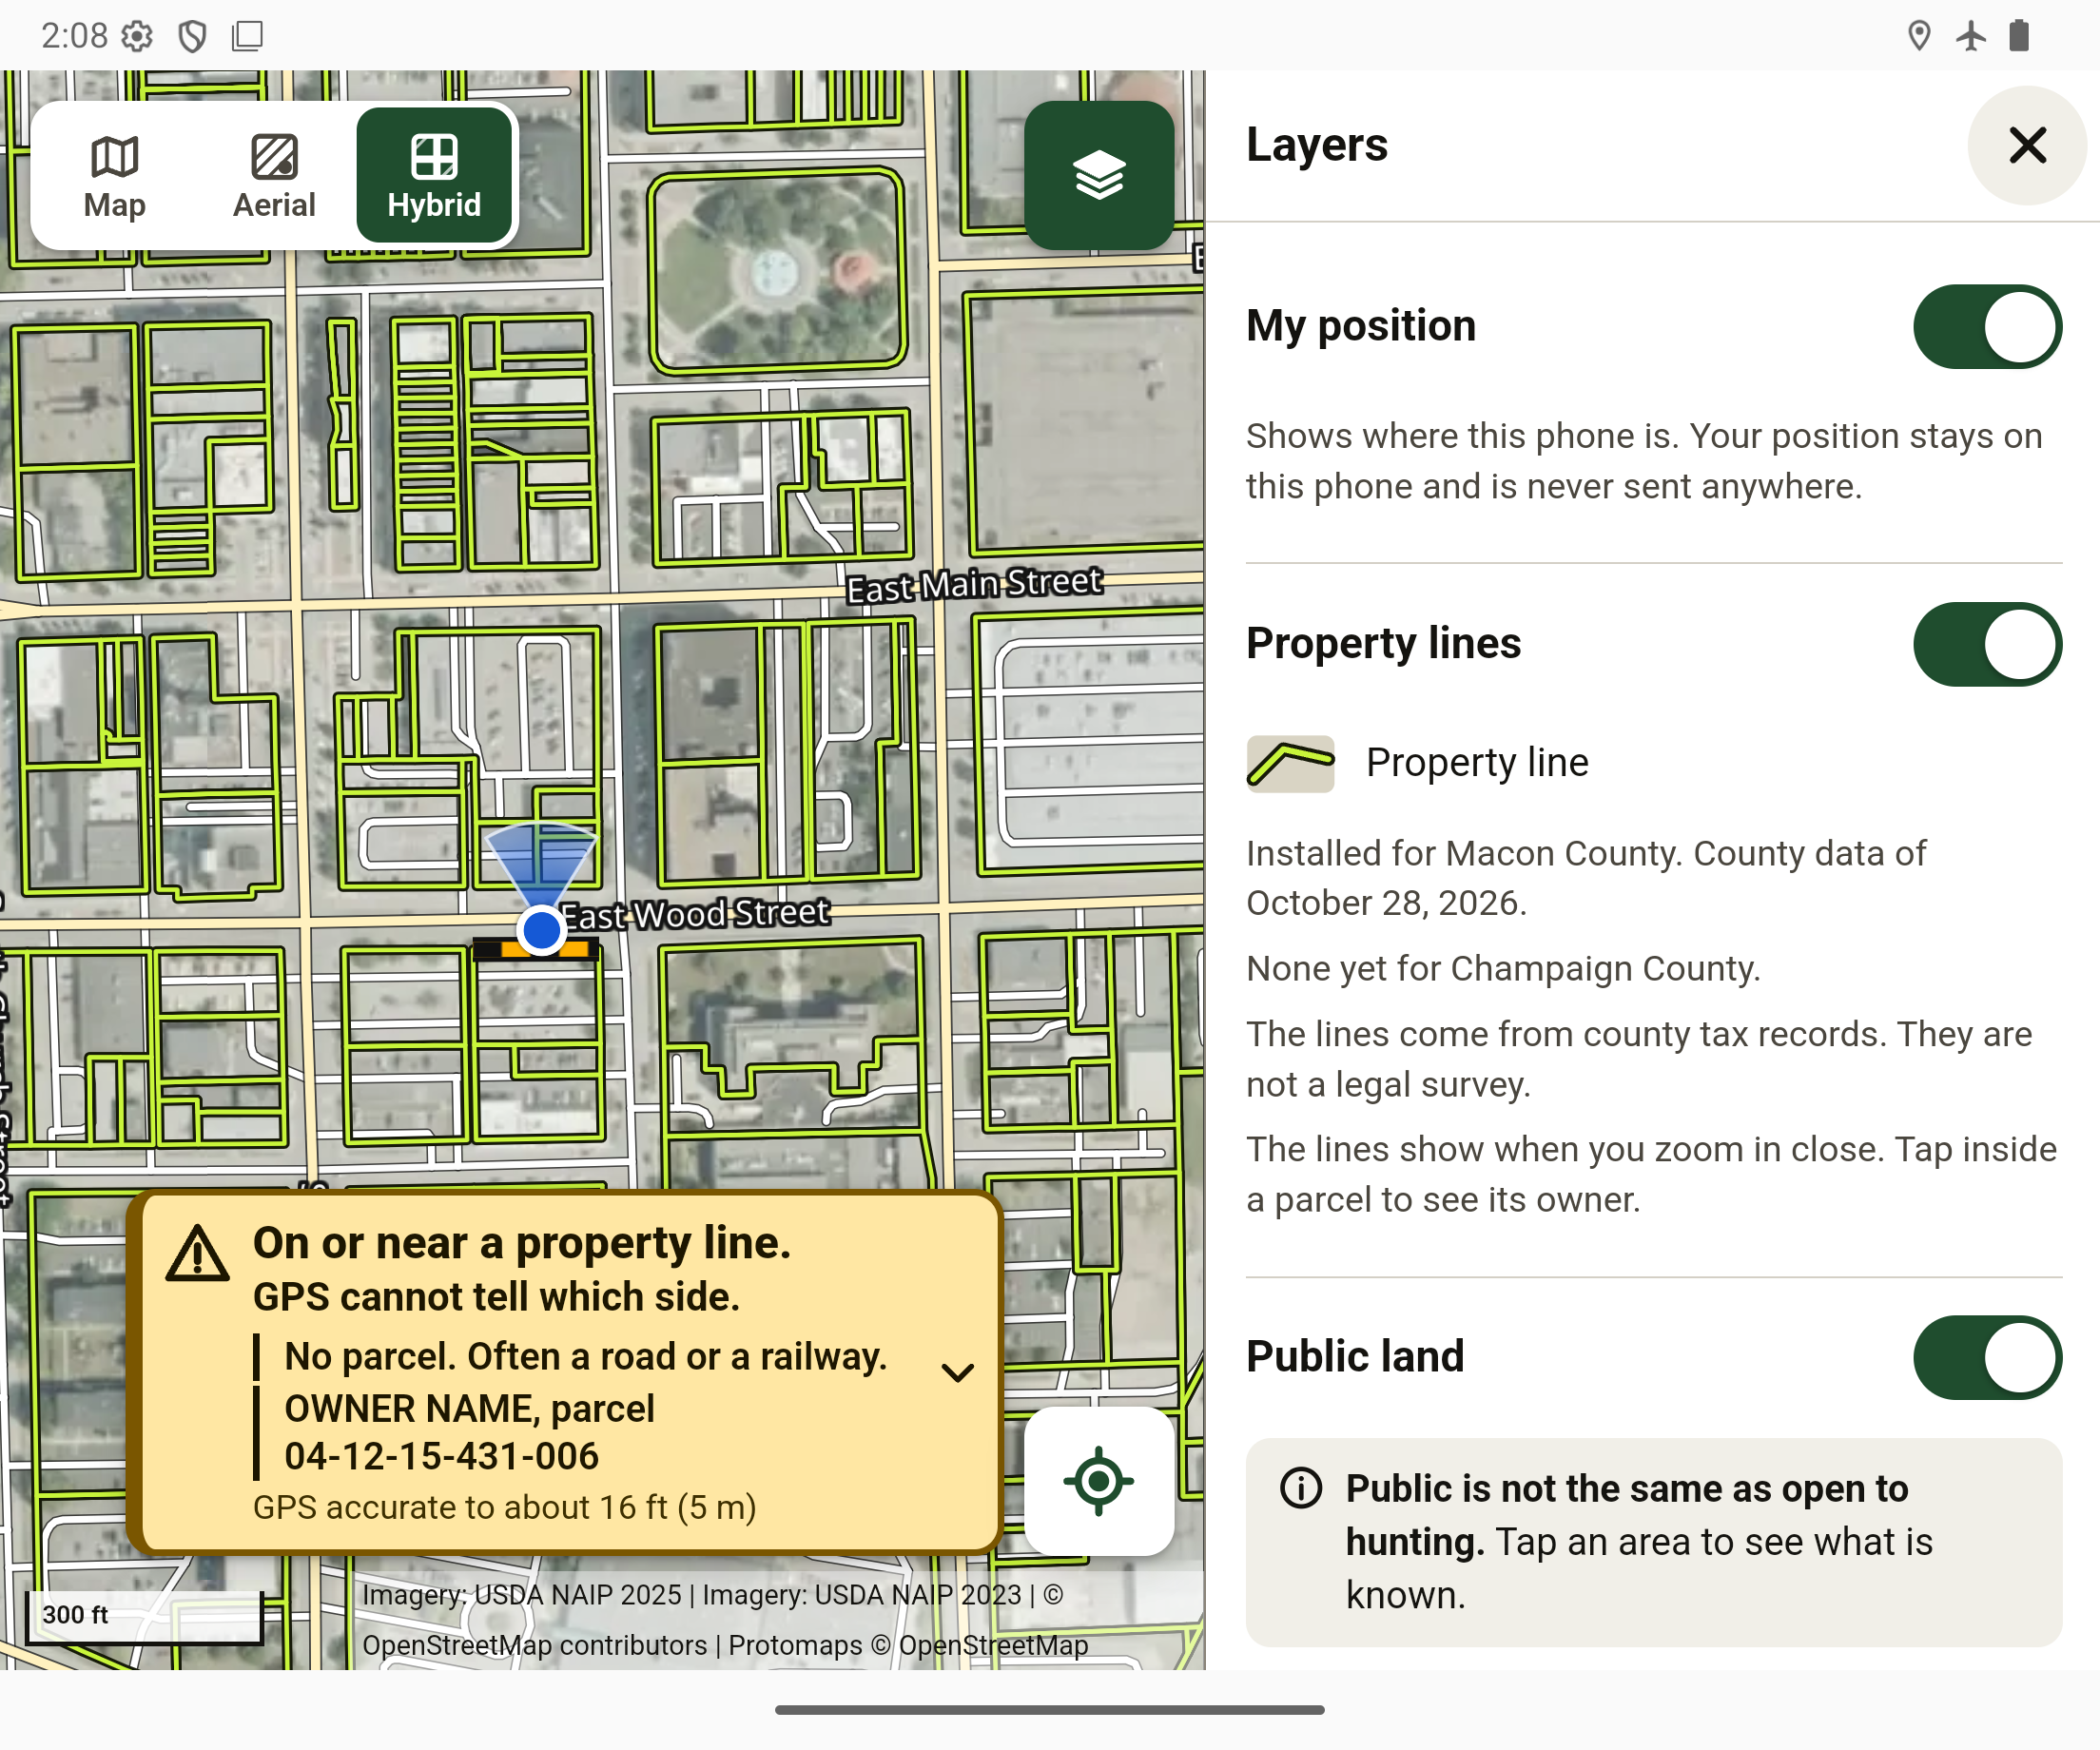 2:08
Map
Aerial
Hybrid
East Main Street
East Wood Street
On or near a property line.
GPS cannot tell which side.
No parcel. Often a road or a railway.
OWNER NAME, parcel
04-12-15-431-006
GPS accurate to about 16 ft (5 m)
300 ft
Imagery: USDA NAIP 2025 | Imagery: USDA NAIP 2023 | ©
OpenStreetMap contributors | Protomaps © OpenStreetMap
Layers
My position
Shows where this phone is. Your position stays on
this phone and is never sent anywhere.
Property lines
Property line
Installed for Macon County. County data of
October 28, 2026.
None yet for Champaign County.
The lines come from county tax records. They are
not a legal survey.
The lines show when you zoom in close. Tap inside
a parcel to see its owner.
Public land
Public is not the same as open to
hunting. Tap an area to see what is
known.